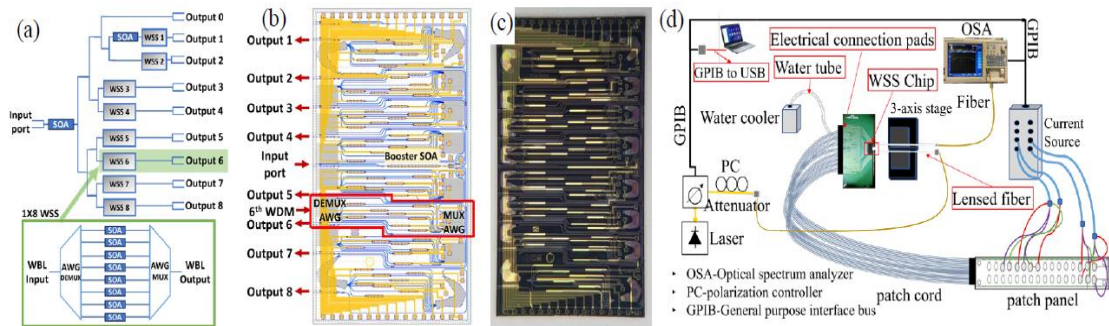 (a)
Output 0
SOA
WSS 1
Output 1
WSS 2
Output 2
WSS 3
Output 3
WSS 4
Output 4
Input
port
SOA
WSS 5
Output 5
WSS 6
Output 6
WSS 7
Output 7
WSS 8
Output 8
1X8 WSS
WBL
Input
AWG
DEMUX
SOA
SOA
SOA
SOA
SOA
SOA
SOA
SOA
AWG
MUX
WBL
Output
(b)
Output 1
Output 2
Output 3
Output 4
Input
port
Booster SOA
Output 5
6th WDM
Output 6
DEMUX
AWG
MUX
AWG
Output 7
Output 8
(c)
(d)
GPIB to USB
Electrical connection pads
Water tube
WSS Chip
OSA
GPIB
Fiber
3-axis stage
Water cooler
Current
Source
GPIB
PC
Attenuator
Lensed fiber
Laser
OSA-Optical spectrum analyzer
PC-polarization controller
GPIB-General purpose interface bus
patch cord
patch panel